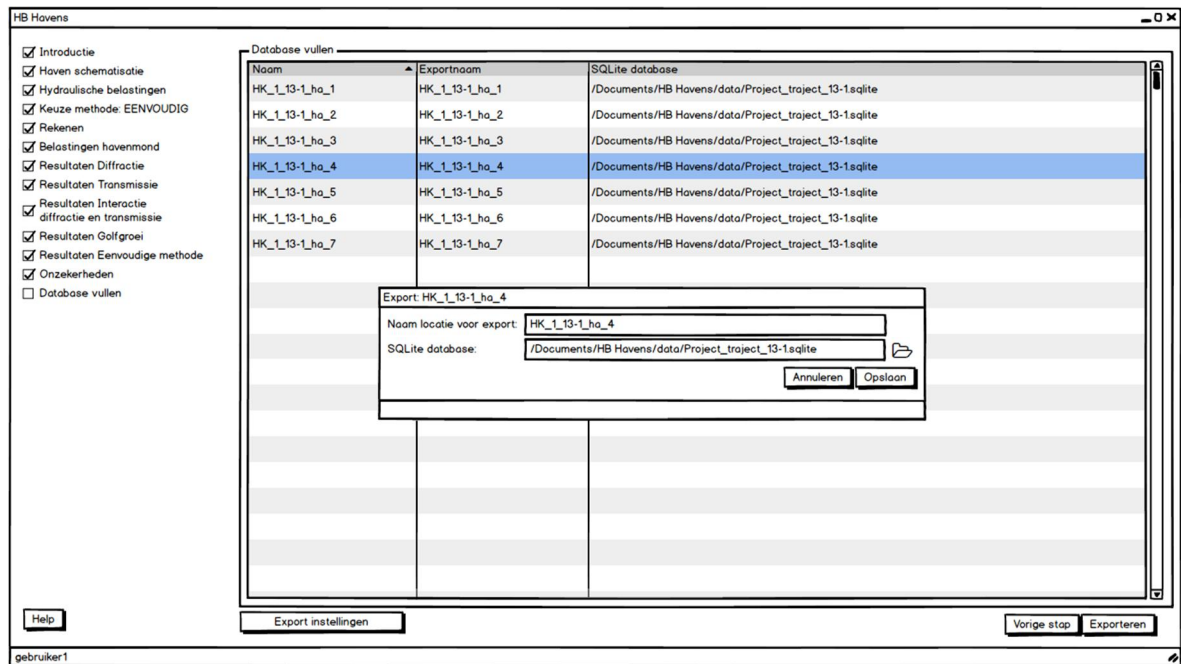 HB Havens
Introductie
Haven schematisatie
Hydraulische belastingen
Keuze methode: EENVOUDIG
Rekenen
Belastingen havenmond
Resultaten Diffractie
Resultaten Transmissie
Resultaten Interactie
diffractie en transmissie
Resultaten Golfgroei
Resultaten Eenvoudige methode
Onzekerheden
Database vullen
Database vullen
Naam Exportnaam SQLite database
HK_1_13-1_ha_1 HK_1_13-1_ha_1 /Documents/HB Havens/data/Project_traject_13-1.sqlite
HK_1_13-1_ha_2 HK_1_13-1_ha_2 /Documents/HB Havens/data/Project_traject_13-1.sqlite
HK_1_13-1_ha_3 HK_1_13-1_ha_3 /Documents/HB Havens/data/Project_traject_13-1.sqlite
HK_1_13-1_ha_4 HK_1_13-1_ha_4 /Documents/HB Havens/data/Project_traject_13-1.sqlite
HK_1_13-1_ha_5 HK_1_13-1_ha_5 /Documents/HB Havens/data/Project_traject_13-1.sqlite
HK_1_13-1_ha_6 HK_1_13-1_ha_6 /Documents/HB Havens/data/Project_traject_13-1.sqlite
HK_1_13-1_ha_7 HK_1_13-1_ha_7 /Documents/HB Havens/data/Project_traject_13-1.sqlite
Export: HK_1_13-1_ha_4
Naam locatie voor export: HK_1_13-1_ha_4
SQLite database: /Documents/HB Havens/data/Project_traject_13-1.sqlite
Annuleren Opslaan
Help Export instellingen Vorige stap Exporteren
gebruiker1